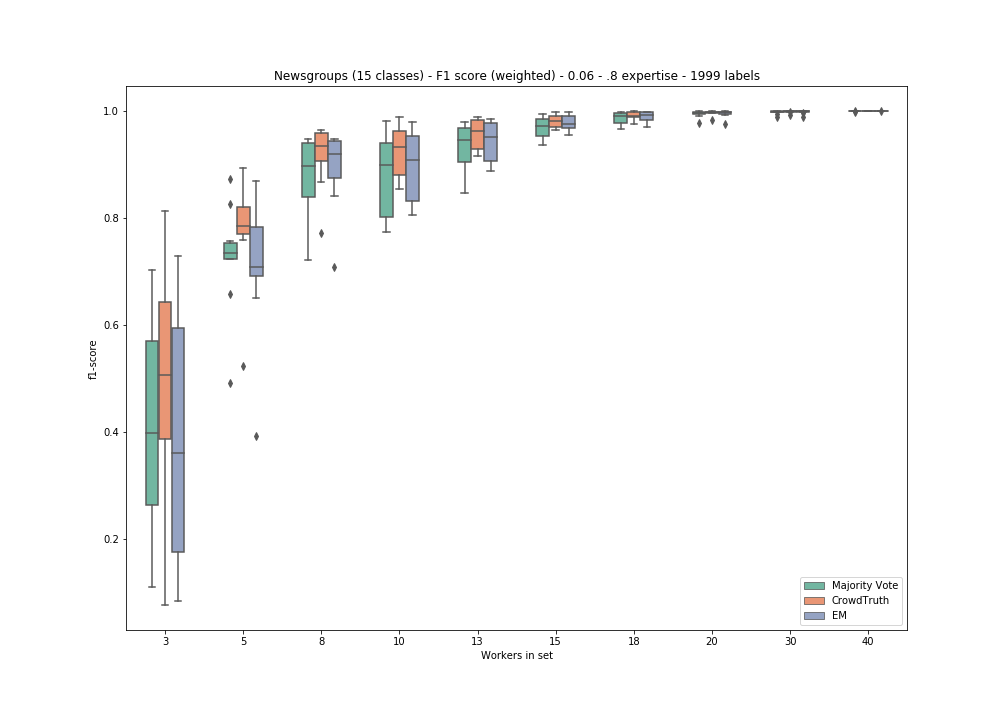 Newsgroups (15 classes) - F1 score (weighted) - 0.06 - .8 expertise - 1999 labels
1.0
0.8
0.6
0.4
0.2
f1-score
3 5 8 10 13 15 18 20 30 40
Workers in set
Majority Vote
CrowdTruth
EM